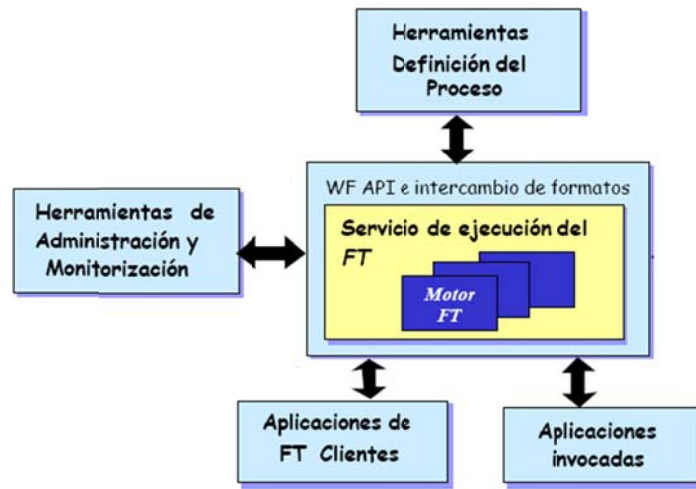 Herramientas
Definición del
Proceso
WF API e intercambio de formatos
Herramientas de
Administración y
Monitorización
Servicio de ejecución del
FT
Motor
FT
Aplicaciones de
FT Clientes
Aplicaciones
invocadas